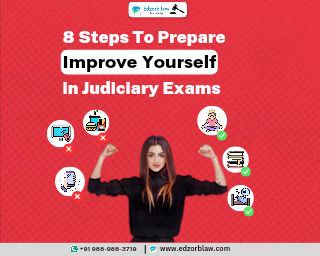 Edzorb law
8 Steps To Prepare
Improve Yourself
in Judiciary Exams
+91 988-988-3719 | www.edzorblaw.com